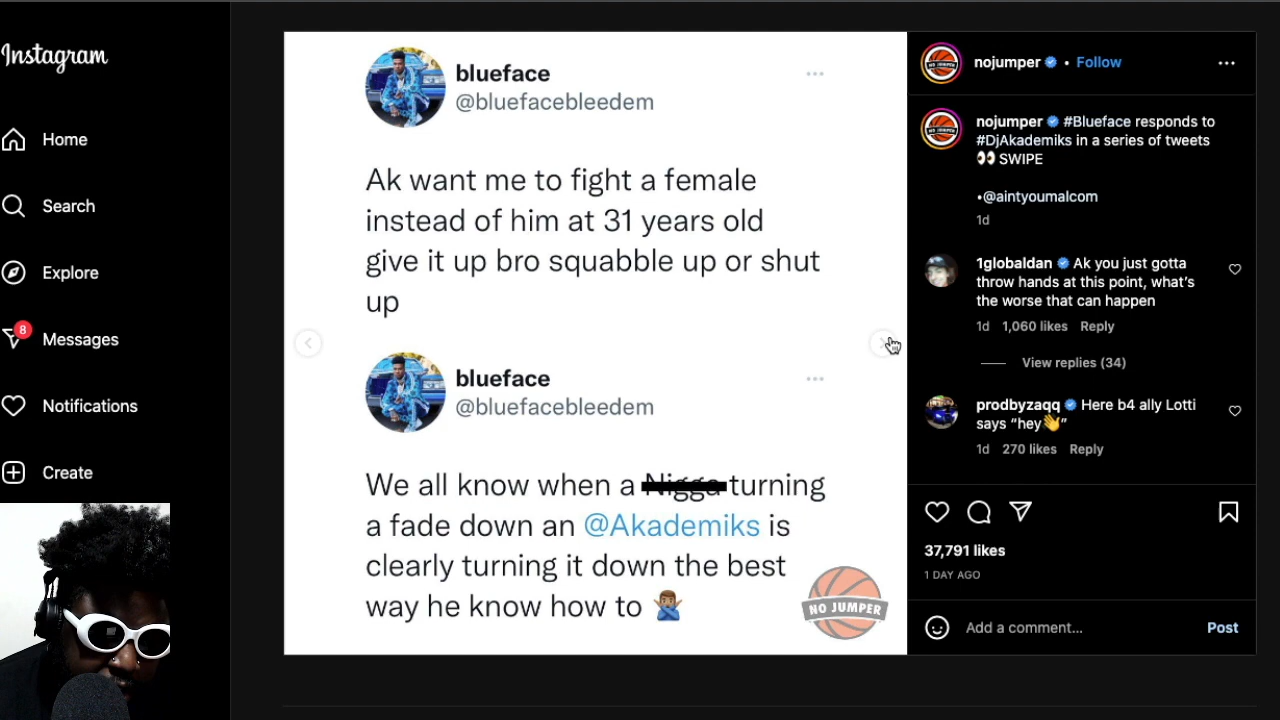 Instagram
Home
Search
Explore
8
Messages
Notifications
Create
blueface
@bluefacebleedem
Ak want me to fight a female
instead of him at 31 years old
give it up bro squabble up or shut
up
blueface
@bluefacebleedem
We all know when a Nigga turning
a fade down an @Akademiks is
clearly turning it down the best
way he know how to 🙅🏽‍♂️
NO JUMPER
nojumper • Follow
nojumper #Blueface responds to
#DjAkademiks in a series of tweets
👀 SWIPE
•@aintyoumalcom
1d
1globaldan Ak you just gotta
throw hands at this point, what's
the worse that can happen
1d 1,060 likes Reply
View replies (34)
prodbyzaqq Here b4 ally Lotti
says “hey👋”
1d 270 likes Reply
37,791 likes
1 DAY AGO
Add a comment...
Post